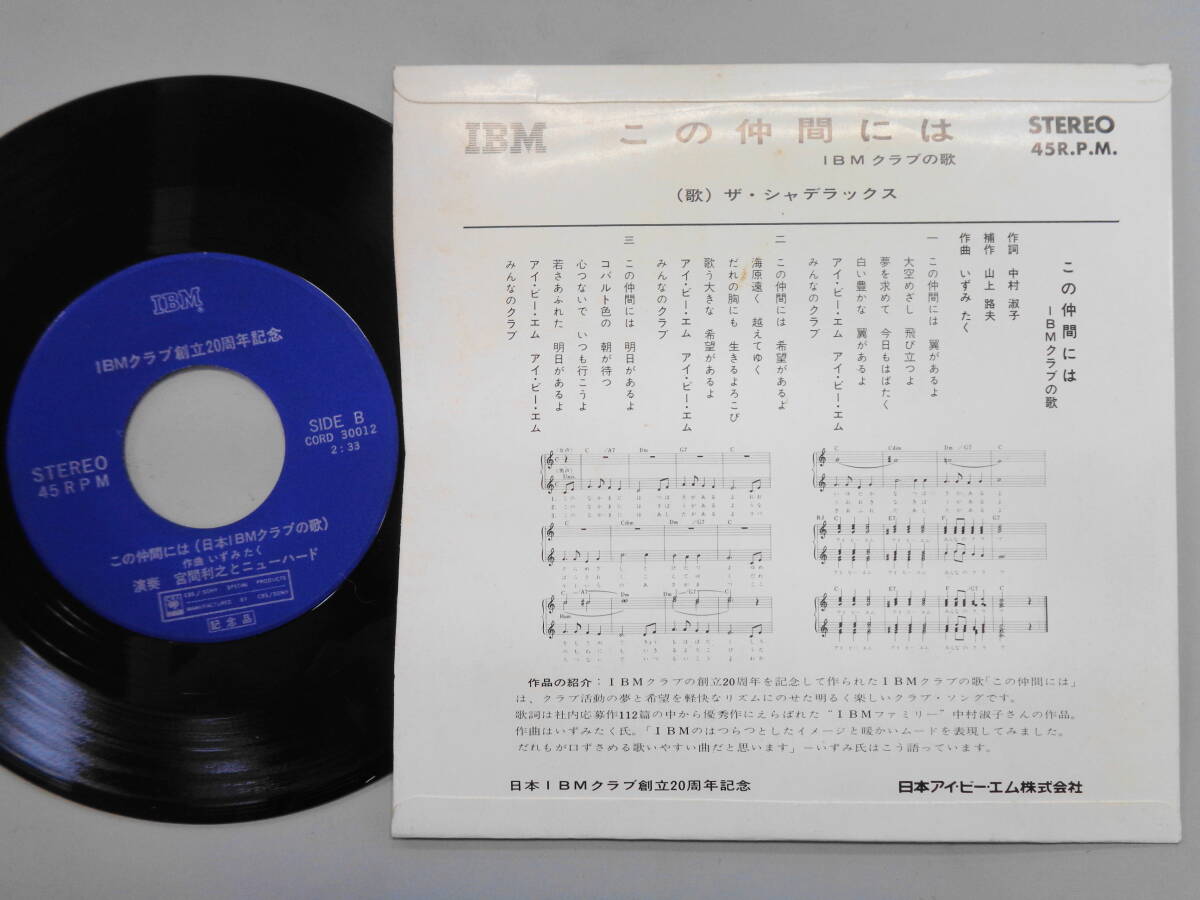 IBM
IBMクラブ創立20周年記念
SIDE B
CORD 30012
2:33
STEREO
45 RPM
この仲間には(日本IBMクラブの歌)
作曲 いずみたく
演奏 宮間利之とニューハード
CBS/SONY SPECIAL PRODUCTS
MANUFACTURED BY CBS/SONY
記念品
IBM
この仲間には
IBMクラブの歌
STEREO
45R.P.M.
(歌)ザ・シャデラックス
この仲間には
IBMクラブの歌
作詞 中村 淑子
補作 山上 路夫
作曲 いずみ たく
一 この仲間には 翼があるよ
大空めざし 飛び立つよ
夢を求めて 今日もはばたく
白い豊かな 翼があるよ
アイ・ビー・エム アイ・ビー・エム
みんなのクラブ
二 この仲間には 希望があるよ
海原遠く 越えてゆく
だれの胸にも 生きるよろこび
歌う大きな 希望があるよ
アイ・ビー・エム アイ・ビー・エム
みんなのクラブ
三 この仲間には 明日があるよ
コバルト色の 朝が待つ
心つないで いつも行こうよ
若さあふれた 明日があるよ
アイ・ビー・エム アイ・ビー・エム
みんなのクラブ
作品の紹介:IBMクラブの創立20周年を記念して作られたIBMクラブの歌「この仲間には」
は、クラブ活動の夢と希望を軽快なリズムにのせた明るく楽しいクラブ・ソングです。
歌詞は社内応募作112篇の中から優秀作にえらばれた“IBMファミリー”中村淑子さんの作品。
作曲はいずみたく氏。「IBMのはつらつとしたイメージと暖かいムードを表現してみました。
だれもが口ずさめる歌いやすい曲だと思います」―いずみ氏はこう語っています。
日本IBMクラブ創立20周年記念
日本アイ・ビー・エム株式会社